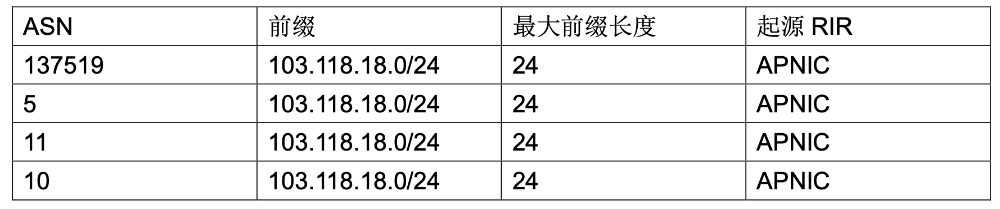 ASN 前缀 最大前缀长度 起源 RIR
137519 103.118.18.0/24 24 APNIC
5 103.118.18.0/24 24 APNIC
11 103.118.18.0/24 24 APNIC
10 103.118.18.0/24 24 APNIC